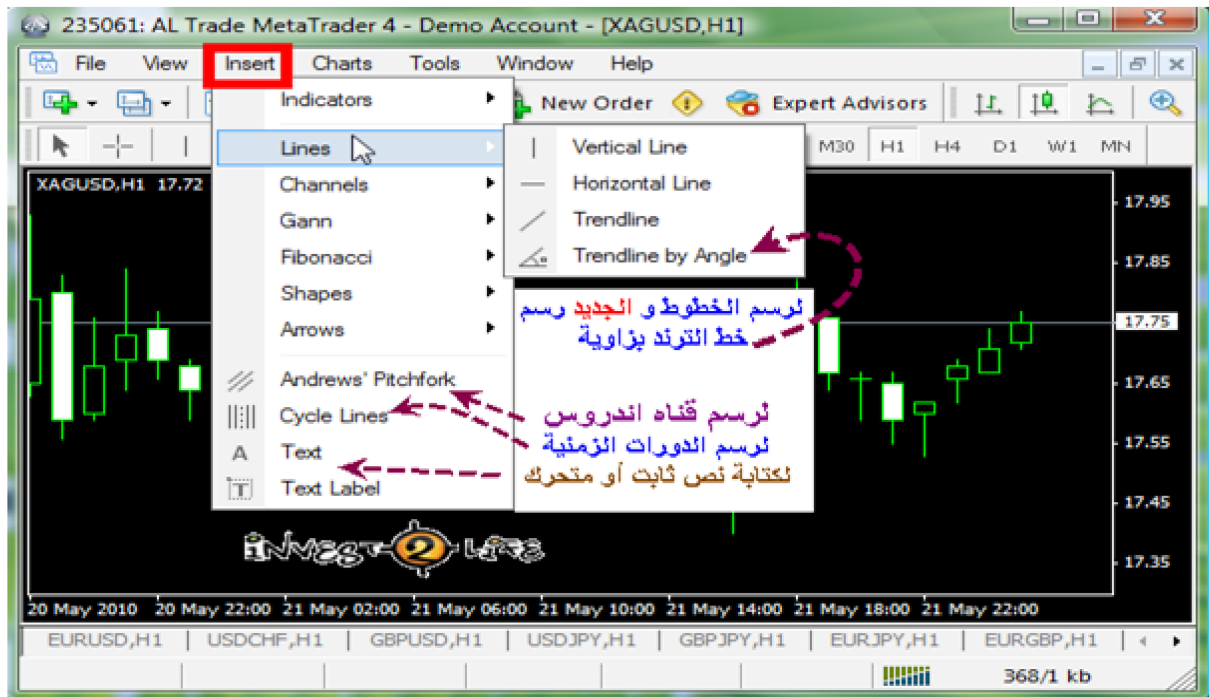 235061: AL Trade MetaTrader 4 - Demo Account - [XAGUSD,H1]
File View Insert Charts Tools Window Help
New Order Expert Advisors
M30 H1 H4 D1 W1 MN
XAGUSD,H1 17.72
Indicators
Lines
Channels
Gann
Fibonacci
Shapes
Arrows
Andrews' Pitchfork
Cycle Lines
Text
A
Text Label
T
Vertical Line
Horizontal Line
Trendline
Trendline by Angle
لرسم الخطوط و الجديد رسم
خط الترند بزاوية
لرسم قناه اندروس
لرسم الدورات الزمنية
لكتابة نص ثابت أو متحرك
17.95
17.85
17.75
17.65
17.55
17.45
17.35
invest-2-life
20 May 2010 20 May 22:00 21 May 02:00 21 May 06:00 21 May 10:00 21 May 14:00 21 May 18:00 21 May 22:00
EURUSD,H1 | USDCHF,H1 | GBPUSD,H1 | USDJPY,H1 | GBPJPY,H1 | EURJPY,H1 | EURGBP,H1
368/1 kb